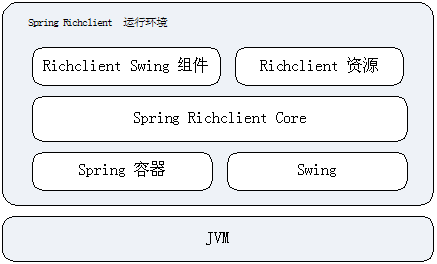 Spring Richclient 运行环境
Richclient Swing 组件
Richclient 资源
Spring Richclient Core
Spring 容器
Swing
JVM